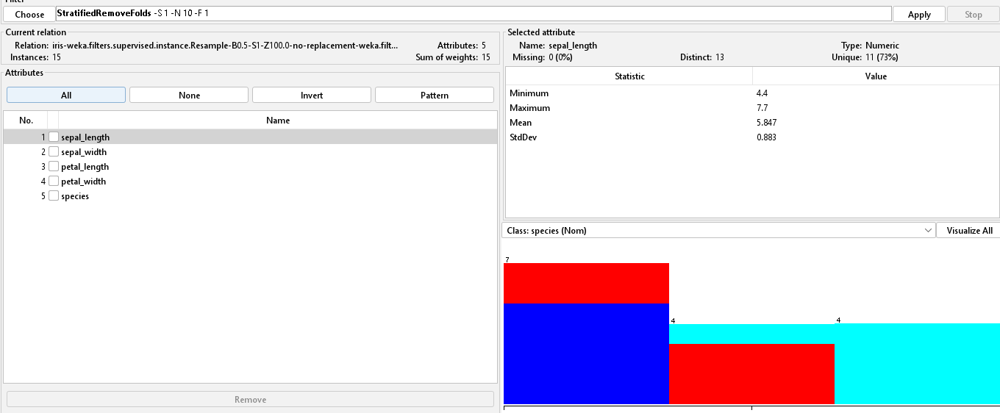 Filter
Choose StratifiedRemoveFolds -S 1 -N 10 -F 1 Apply Stop
Current relation
Relation: iris-weka.filters.supervised.instance.Resample-B0.5-S1-Z100.0-no-replacement-weka.filt... Attributes: 5
Instances: 15 Sum of weights: 15
Attributes
All None Invert Pattern
No. Name
1 sepal_length
2 sepal_width
3 petal_length
4 petal_width
5 species
Remove
Selected attribute
Name: sepal_length Type: Numeric
Missing: 0 (0%) Distinct: 13 Unique: 11 (73%)
Statistic Value
Minimum 4.4
Maximum 7.7
Mean 5.847
StdDev 0.883
Class: species (Nom) Visualize All
7
4
4